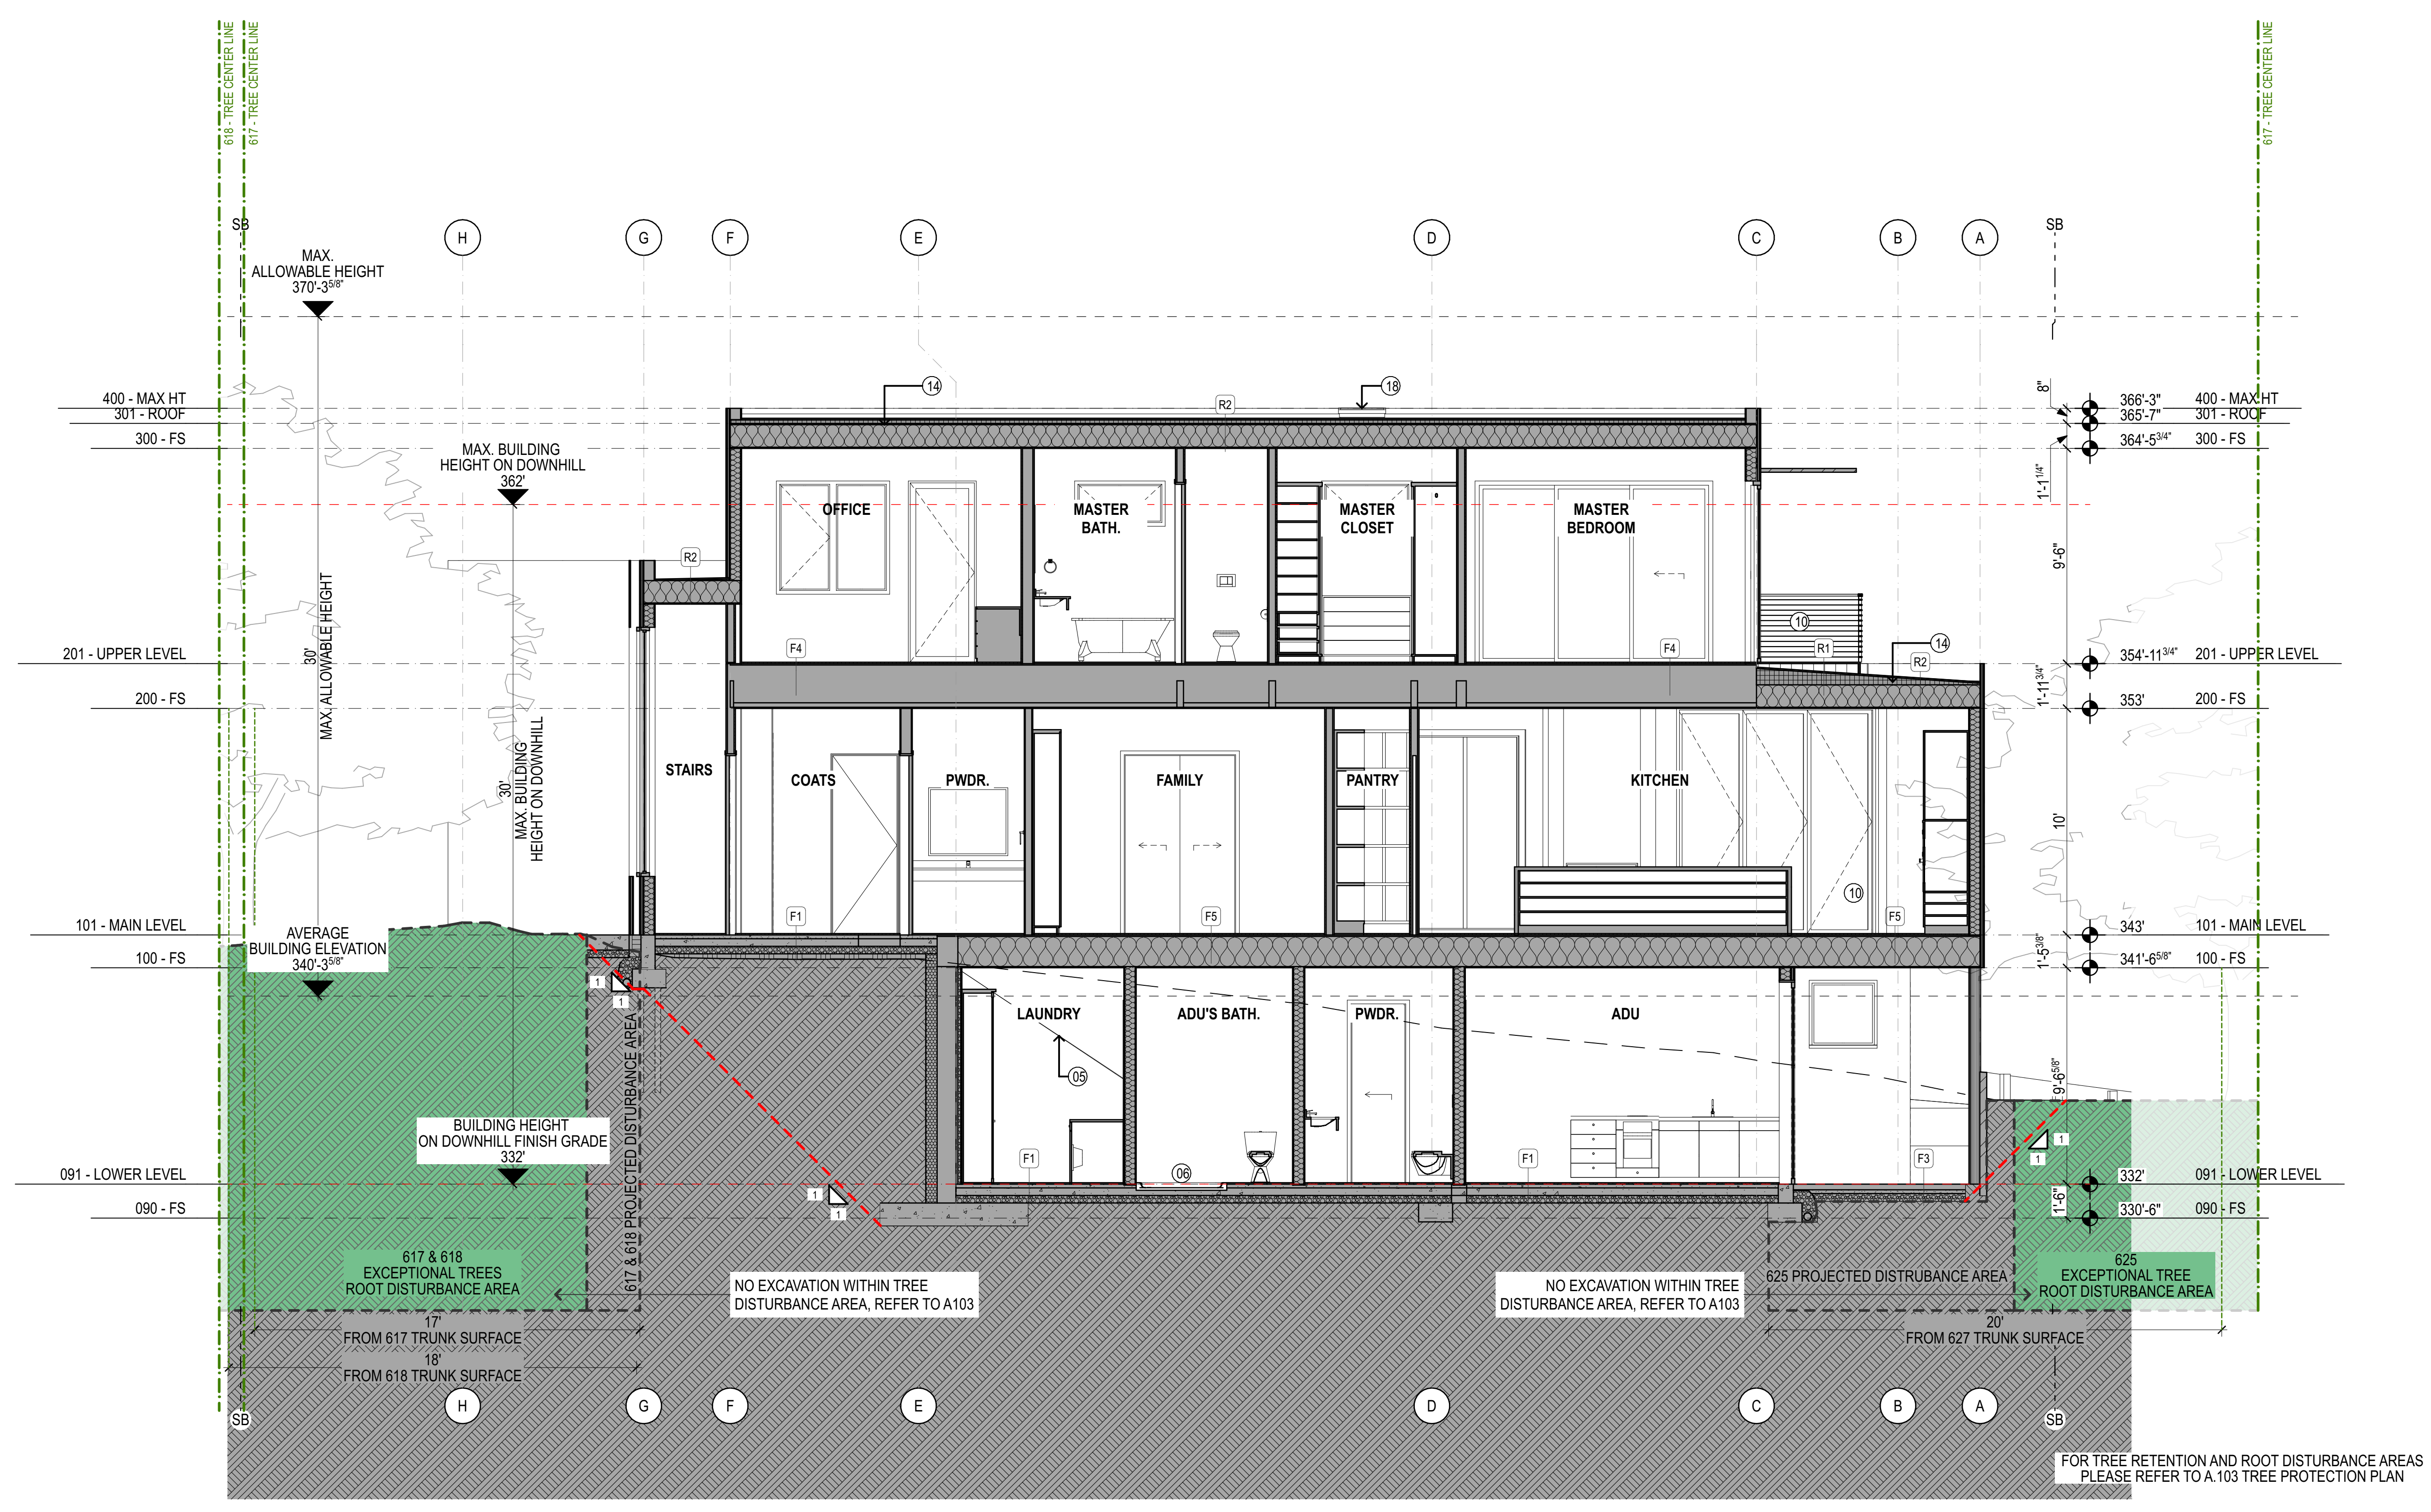 618 - TREE CENTER LINE
617 - TREE CENTER LINE
617 - TREE CENTER LINE
SB
H
G
F
E
D
C
B
A
SB
MAX.
ALLOWABLE HEIGHT
370'-3 5/8"
400 - MAX HT
301 - ROOF
300 - FS
MAX. BUILDING
HEIGHT ON DOWNHILL
362'
14
R2
18
8"
366'-3"
400 - MAX HT
365'-7"
301 - ROOF
364'-5 3/4"
300 - FS
1'-1 1/4"
OFFICE
MASTER
BATH.
MASTER
CLOSET
MASTER
BEDROOM
R2
9'-6"
30'
MAX. ALLOWABLE HEIGHT
F4
F4
10
R1
14
R2
201 - UPPER LEVEL
354'-11 3/4"
201 - UPPER LEVEL
1'-11 3/4"
200 - FS
353'
200 - FS
30'
MAX. BUILDING
HEIGHT ON DOWNHILL
STAIRS
COATS
PWDR.
FAMILY
PANTRY
KITCHEN
10'
10
F1
F5
F5
101 - MAIN LEVEL
343'
101 - MAIN LEVEL
AVERAGE
BUILDING ELEVATION
340'-3 5/8"
1'-5 3/8"
100 - FS
341'-6 5/8"
100 - FS
1
1
LAUNDRY
ADU'S BATH.
PWDR.
ADU
05
9'-6 5/8"
617 & 618 PROJECTED DISTURBANCE AREA
BUILDING HEIGHT
ON DOWNHILL FINISH GRADE
332'
F1
06
F1
F3
1
1
091 - LOWER LEVEL
332'
091 - LOWER LEVEL
1
1
1'-6"
090 - FS
330'-6"
090 - FS
617 & 618
EXCEPTIONAL TREES
ROOT DISTURBANCE AREA
NO EXCAVATION WITHIN TREE
DISTURBANCE AREA, REFER TO A103
NO EXCAVATION WITHIN TREE
DISTURBANCE AREA, REFER TO A103
625 PROJECTED DISTRUBANCE AREA
625
EXCEPTIONAL TREE
ROOT DISTURBANCE AREA
17'
FROM 617 TRUNK SURFACE
18'
FROM 618 TRUNK SURFACE
20'
FROM 627 TRUNK SURFACE
SB
H
G
F
E
D
C
B
A
SB
FOR TREE RETENTION AND ROOT DISTURBANCE AREAS
PLEASE REFER TO A.103 TREE PROTECTION PLAN